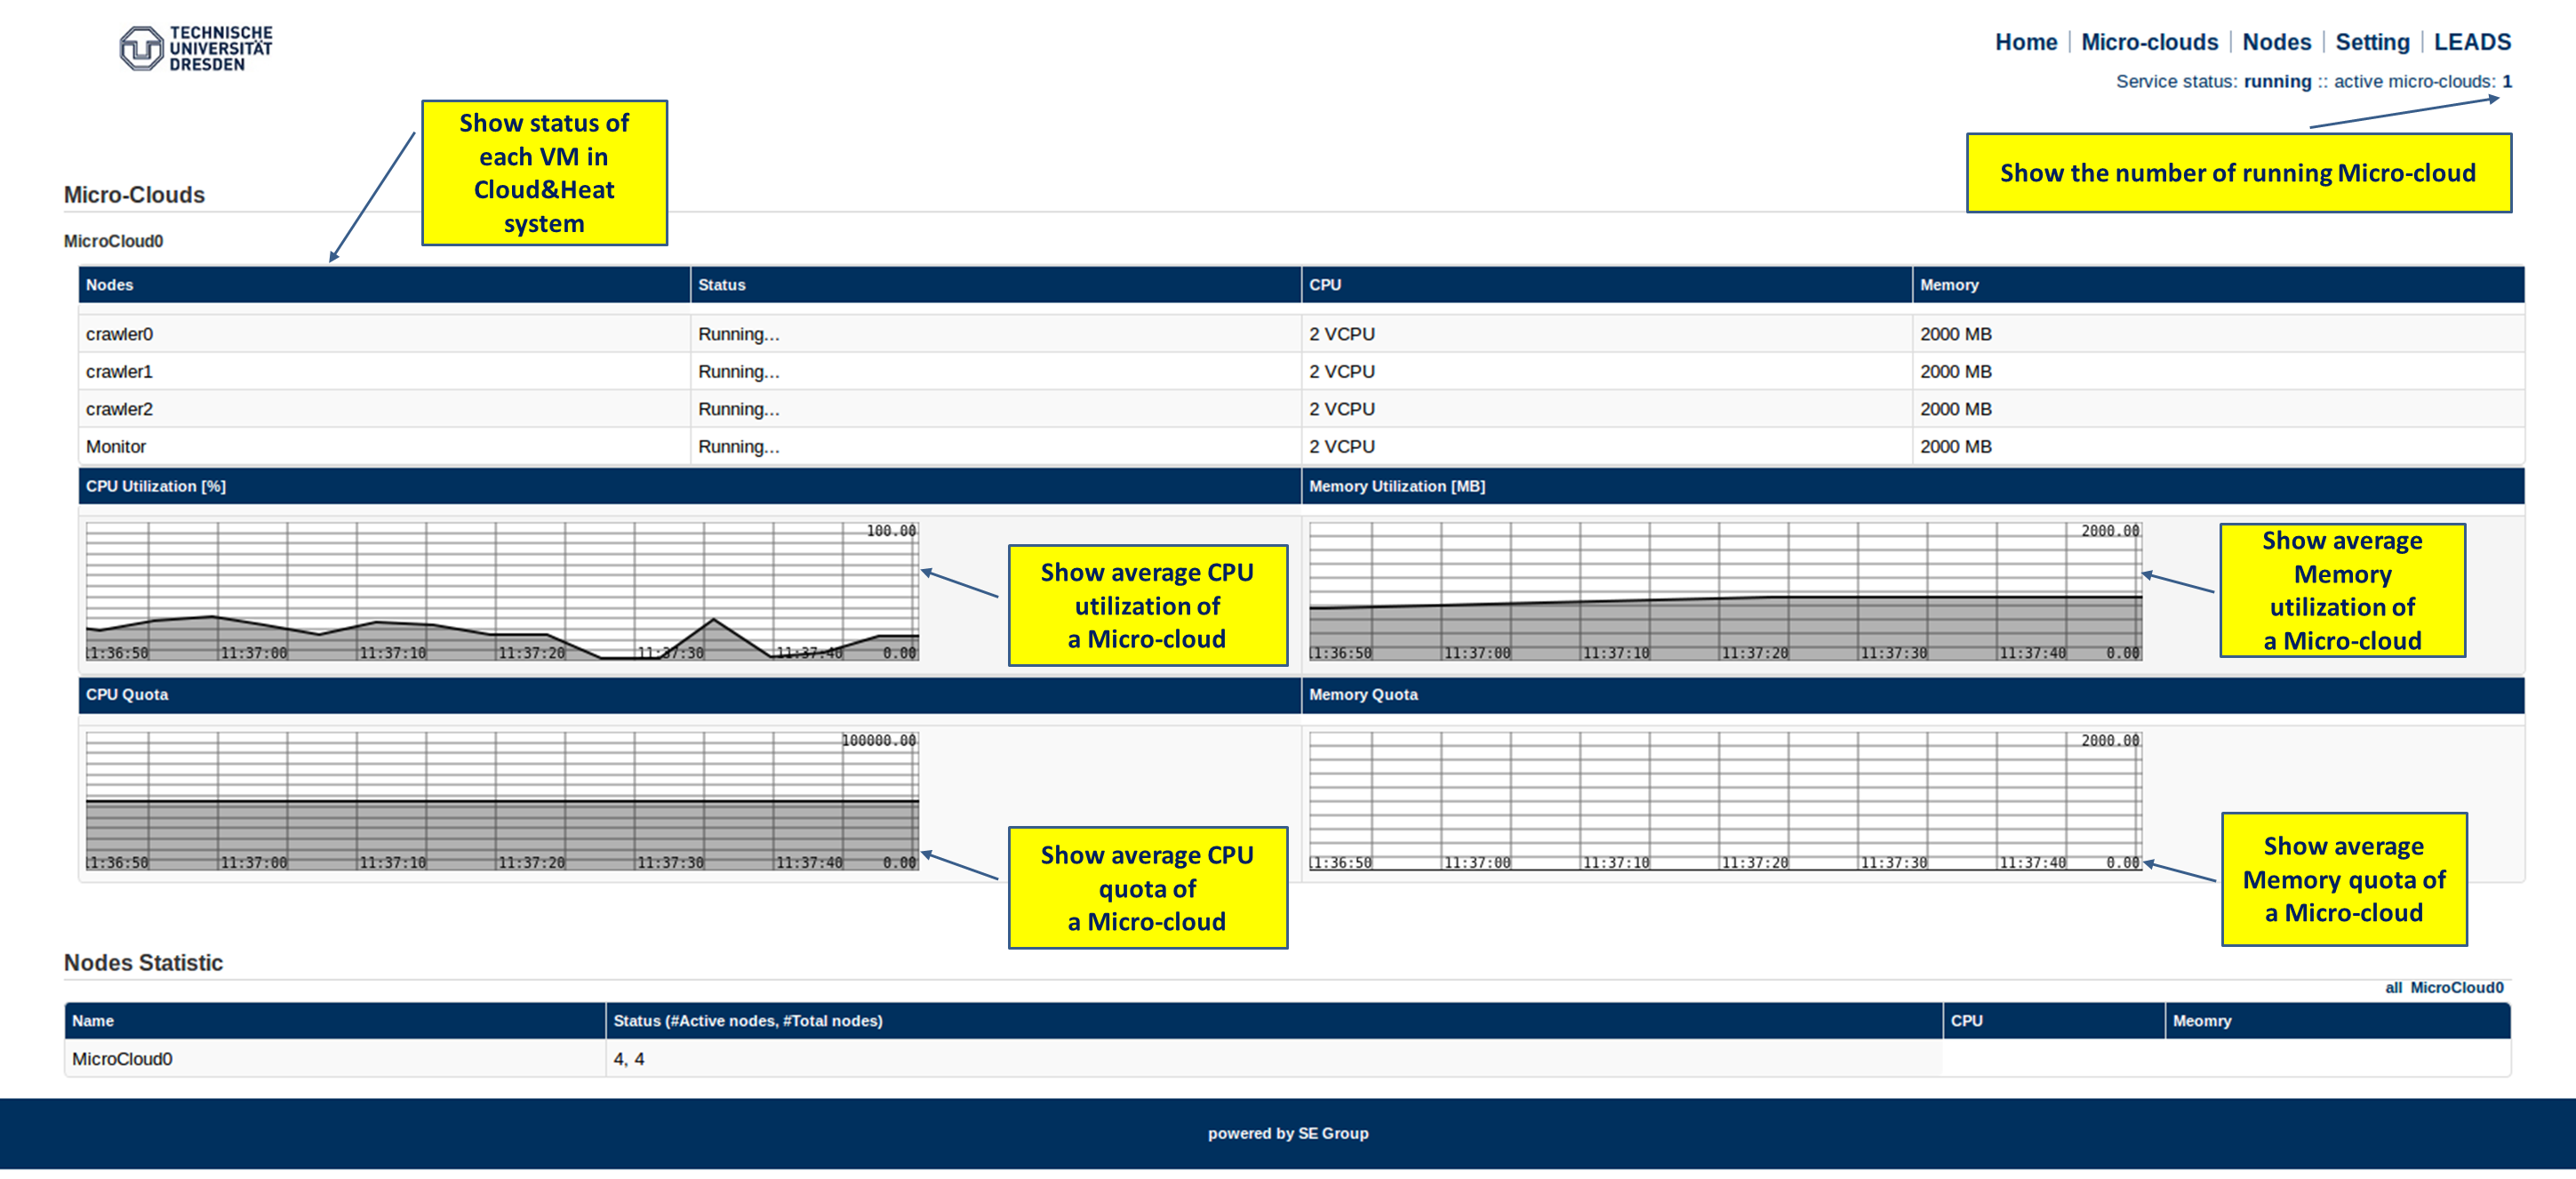 TECHNISCHE
UNIVERSITÄT
DRESDEN
Home | Micro-clouds | Nodes | Setting | LEADS
Service status: running :: active micro-clouds: 1
Show status of
each VM in
Cloud&Heat
system
Show the number of running Micro-cloud
Micro-Clouds
MicroCloud0
Nodes Status CPU Memory
crawler0 Running... 2 VCPU 2000 MB
crawler1 Running... 2 VCPU 2000 MB
crawler2 Running... 2 VCPU 2000 MB
Monitor Running... 2 VCPU 2000 MB
CPU Utilization [%] Memory Utilization [MB]
100.00
11:36:50 11:37:00 11:37:10 11:37:20 11:37:30 11:37:40 0.00
Show average CPU
utilization of
a Micro-cloud
2000.00
11:36:50 11:37:00 11:37:10 11:37:20 11:37:30 11:37:40 0.00
Show average
Memory
utilization of
a Micro-cloud
CPU Quota Memory Quota
100000.00
11:36:50 11:37:00 11:37:10 11:37:20 11:37:30 11:37:40 0.00
Show average CPU
quota of
a Micro-cloud
2000.00
11:36:50 11:37:00 11:37:10 11:37:20 11:37:30 11:37:40 0.00
Show average
Memory quota of
a Micro-cloud
Nodes Statistic
all MicroCloud0
Name Status (#Active nodes, #Total nodes) CPU Meomry
MicroCloud0 4, 4
powered by SE Group